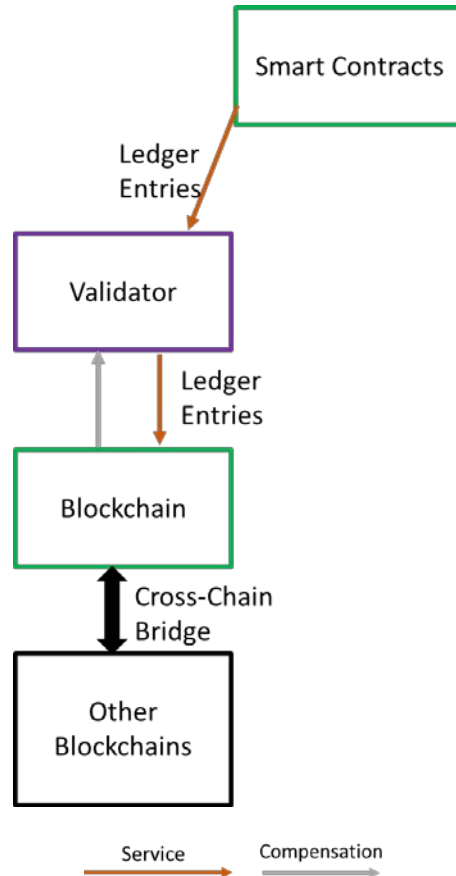 Smart Contracts
Ledger
Entries
Validator
Ledger
Entries
Blockchain
Cross-Chain
Bridge
Other
Blockchains
Service
Compensation